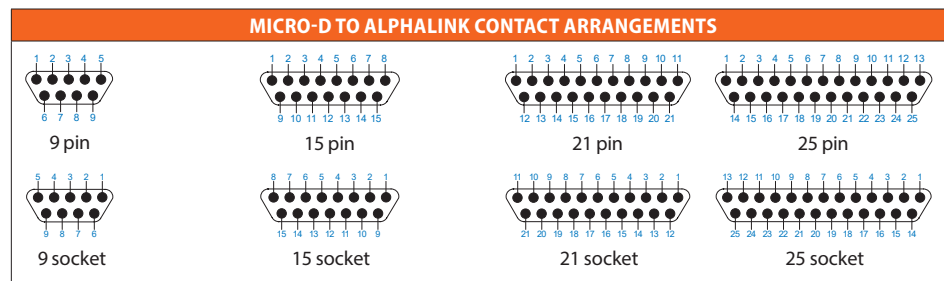 MICRO-D TO ALPHALINK CONTACT ARRANGEMENTS
1 2 3 4 5
6 7 8 9
9 pin
1 2 3 4 5 6 7 8
9 10 11 12 13 14 15
15 pin
1 2 3 4 5 6 7 8 9 10 11
12 13 14 15 16 17 18 19 20 21
21 pin
1 2 3 4 5 6 7 8 9 10 11 12 13
14 15 16 17 18 19 20 21 22 23 24 25
25 pin
5 4 3 2 1
9 8 7 6
9 socket
8 7 6 5 4 3 2 1
15 14 13 12 11 10 9
15 socket
11 10 9 8 7 6 5 4 3 2 1
21 20 19 18 17 16 15 14 13 12
21 socket
13 12 11 10 9 8 7 6 5 4 3 2 1
25 24 23 22 21 20 19 18 17 16 15 14
25 socket